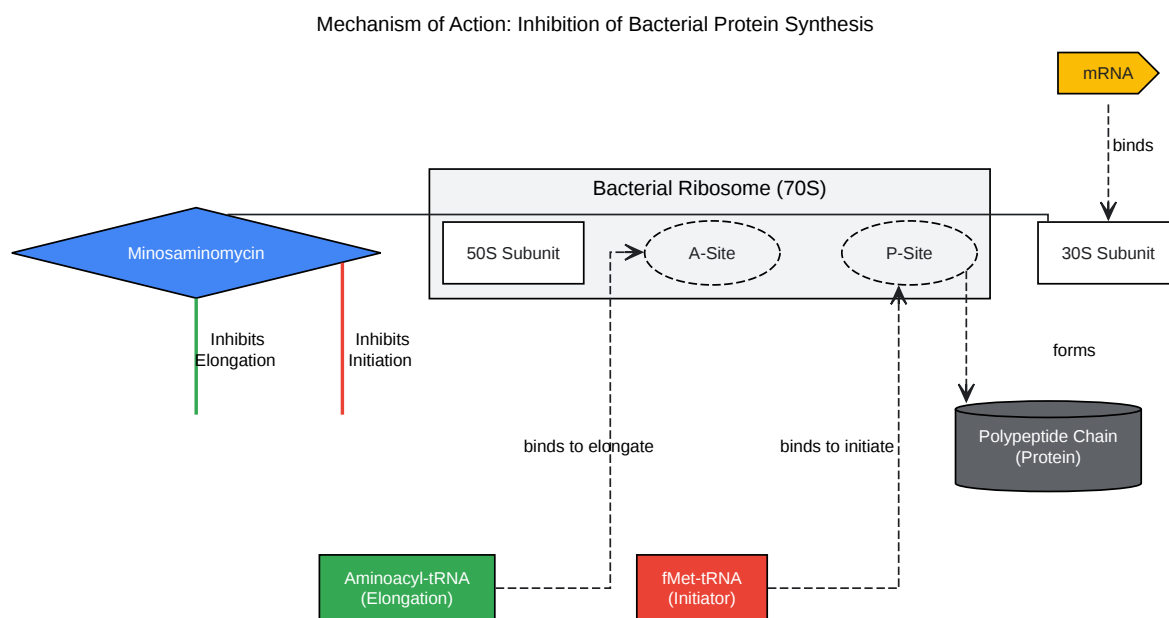 Mechanism of Action: Inhibition of Bacterial Protein Synthesis
mRNA
binds
Bacterial Ribosome (70S)
Minosaminomycin
50S Subunit
A-Site
P-Site
30S Subunit
Inhibits
Elongation
Inhibits
Initiation
forms
binds to elongate
binds to initiate
Polypeptide Chain
(Protein)
Aminoacyl-tRNA
(Elongation)
fMet-tRNA
(Initiator)